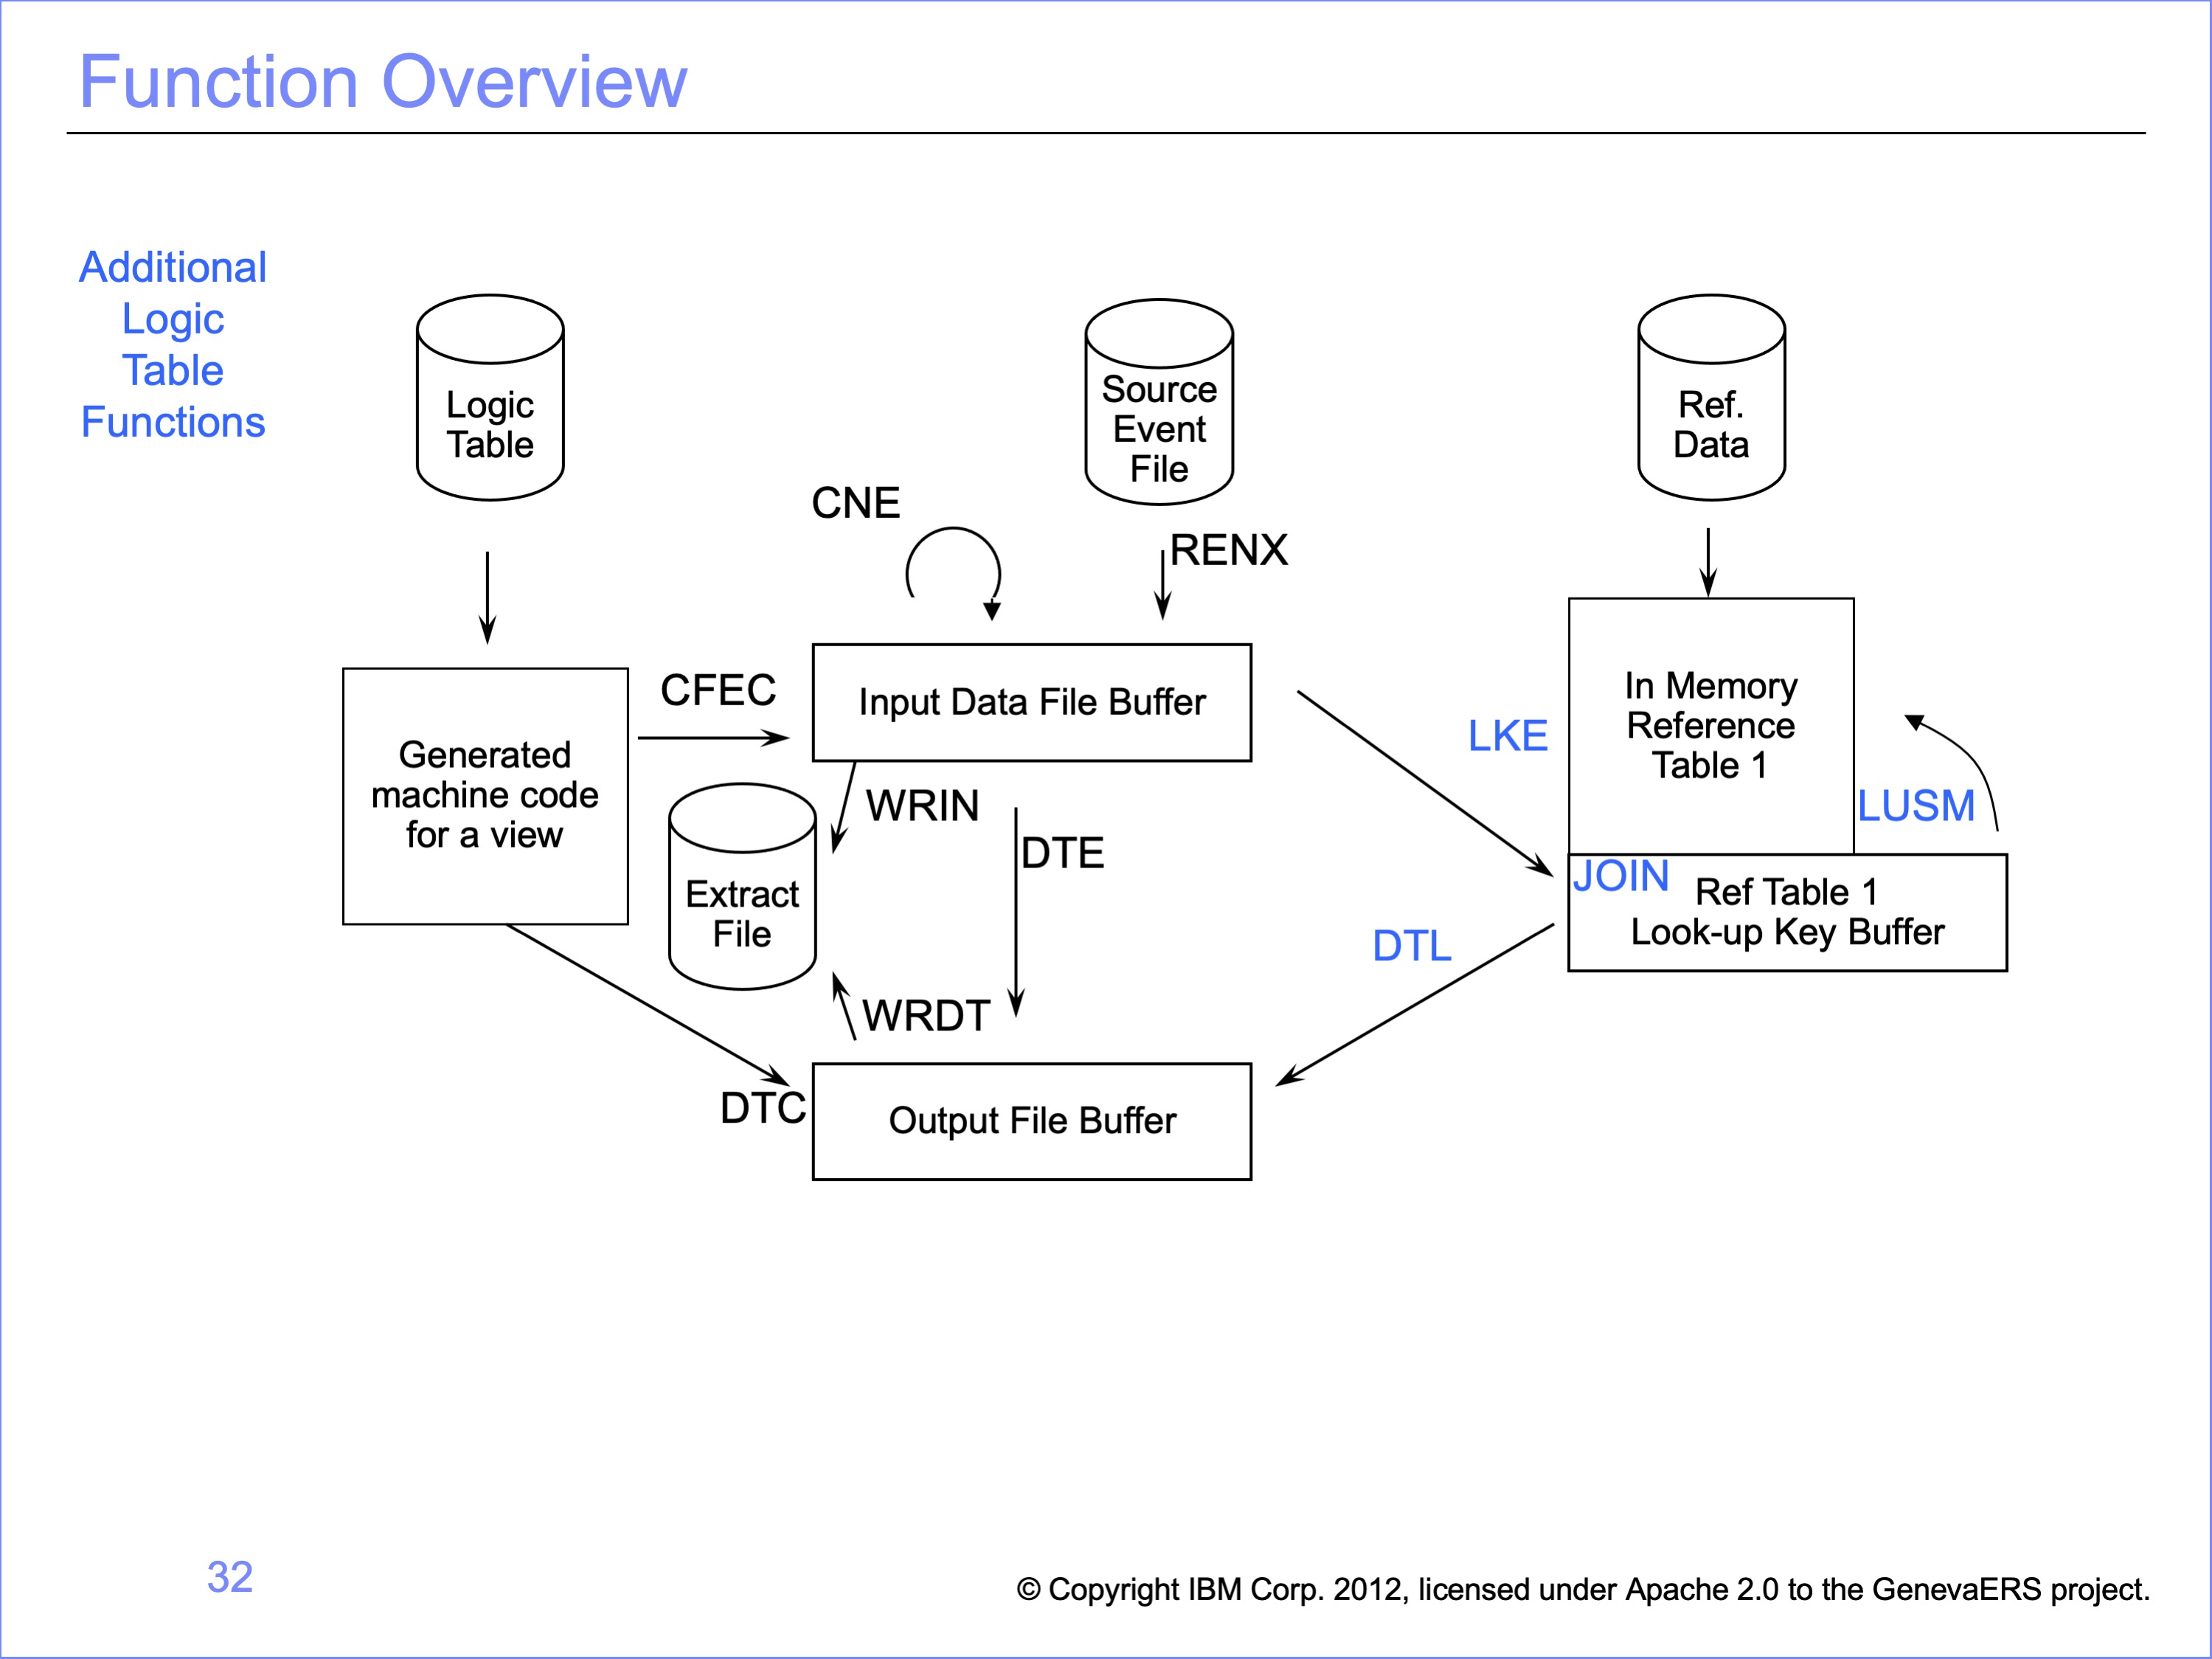 Function Overview
Additional
Logic
Table
Functions
Logic
Table
Source
Event
File
Ref.
Data
CNE
RENX
CFEC
Input Data File Buffer
In Memory
Reference
Table 1
Generated
machine code
for a view
LKE
WRIN
LUSM
DTE
Extract
File
JOIN
Ref Table 1
Look-up Key Buffer
DTL
WRDT
DTC
Output File Buffer
32
© Copyright IBM Corp. 2012, licensed under Apache 2.0 to the GenevaERS project.